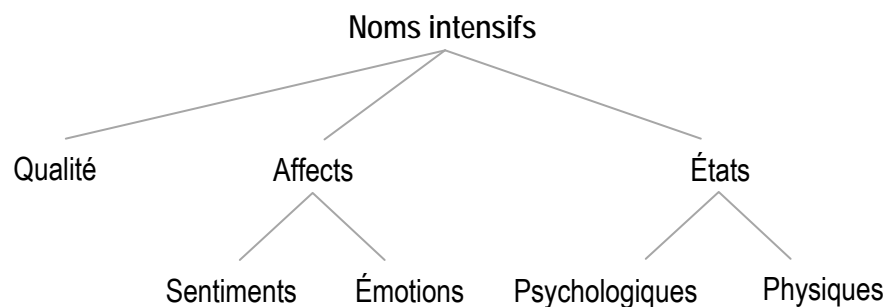 Noms intensifs
Qualité Affects États
Sentiments Émotions Psychologiques Physiques